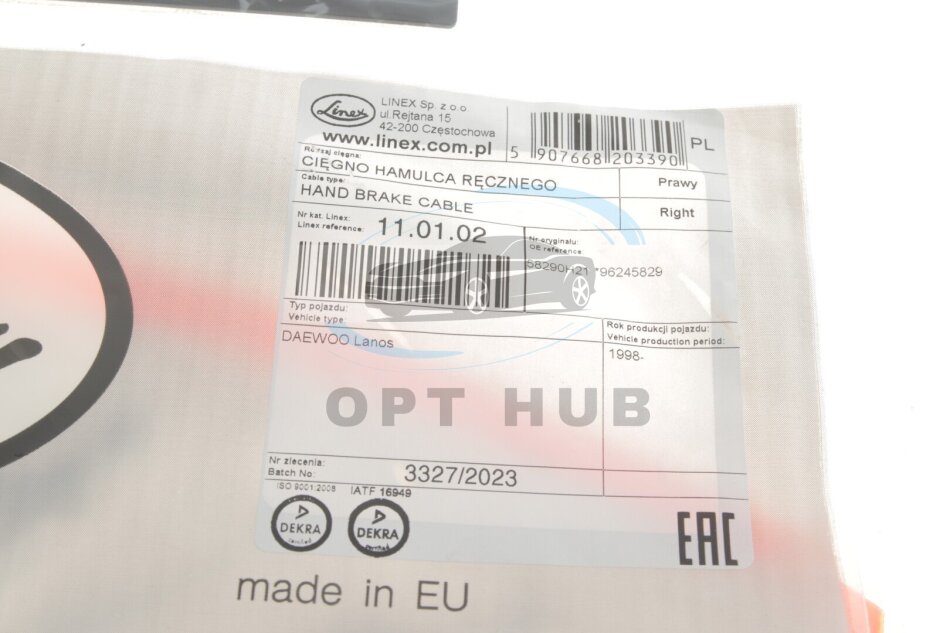 Linex
LINEX Sp. z o.o
ul.Rejtana 15
42-200 Częstochowa
www.linex.com.pl
5 907668 203390
PL
Rodzaj cięgna:
CIĘGNO HAMULCA RĘCZNEGO
Prawy
Cable type:
HAND BRAKE CABLE
Right
Nr kat. Linex:
Linex reference:
11.01.02
Nr oryginału:
OE reference:
58290H21 *96245829
Typ pojazdu:
Vehicle type:
DAEWOO Lanos
Rok produkcji pojazdu:
Vehicle production period:
1998-
OPT HUB
Nr zlecenia:
Batch No:
3327/2023
ISO 9001:2008
IATF 16949
DEKRA
certified
DEKRA
certified
EAC
made in EU